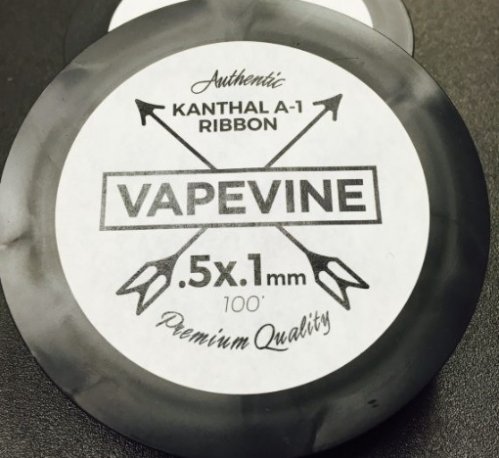 Authentic
KANTHAL A-1
RIBBON
VAPEVINE
.5x.1mm
100'
Premium Quality